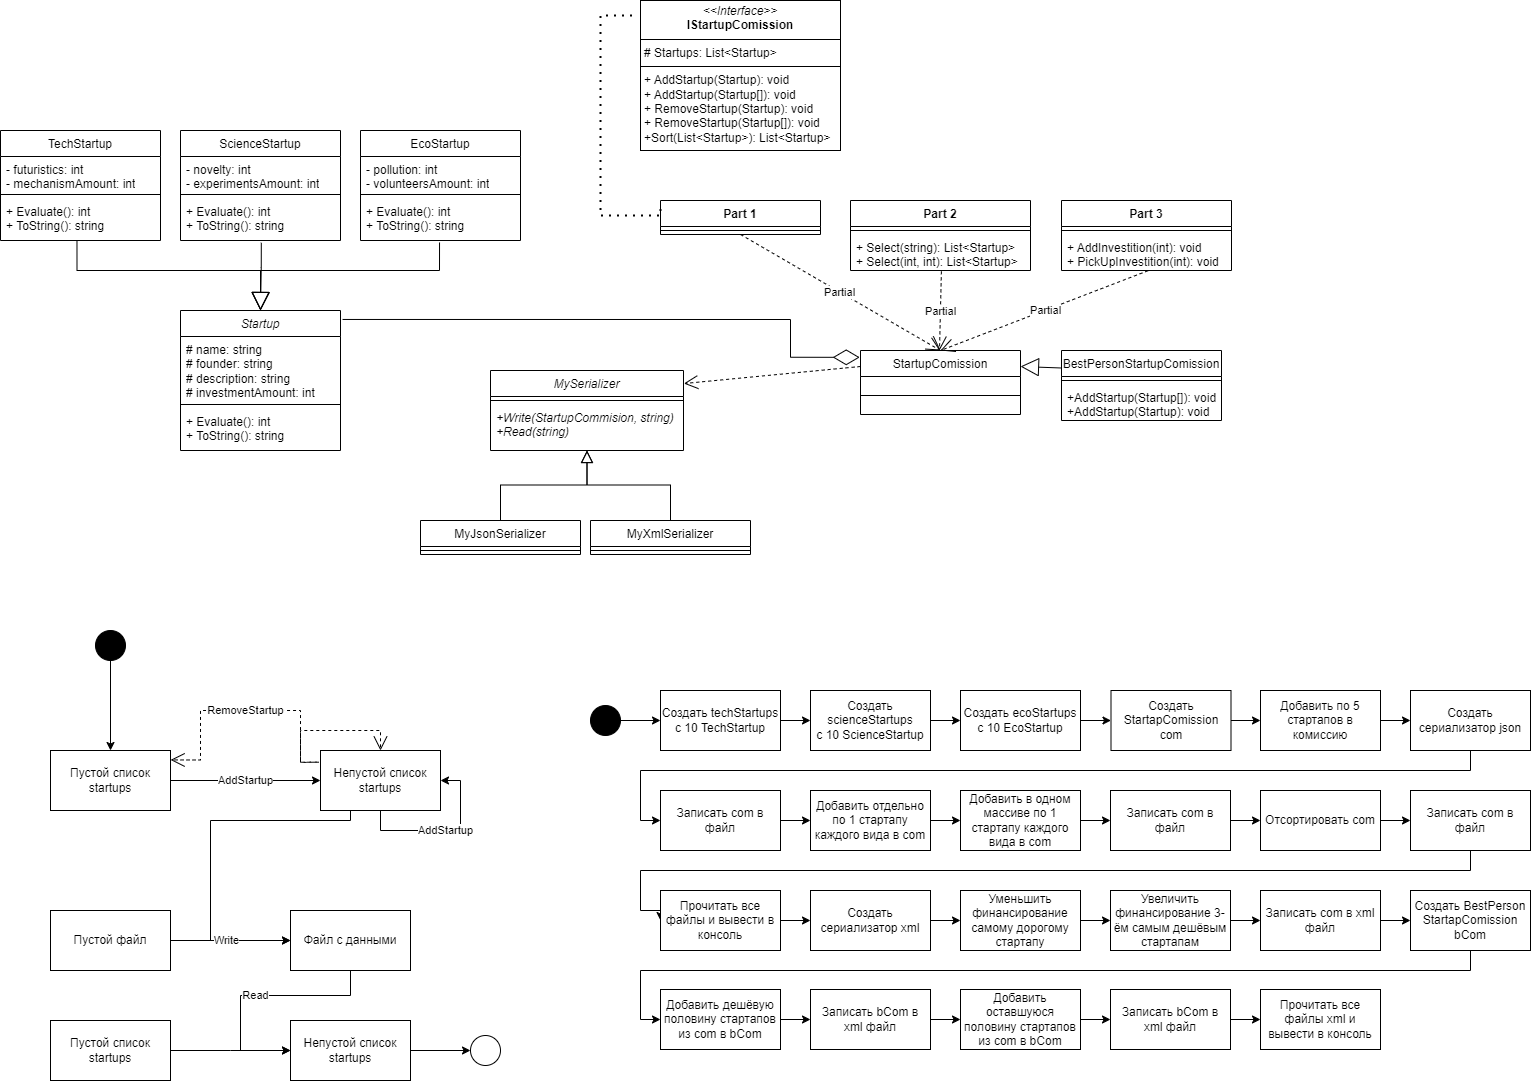 <<Interface>>
IStartupComission
# Startups: List<Startup>
+ AddStartup(Startup): void
+ AddStartup(Startup[]): void
+ RemoveStartup(Startup): void
+ RemoveStartup(Startup[]): void
+Sort(List<Startup>): List<Startup>
TechStartup
- futuristics: int
- mechanismAmount: int
+ Evaluate(): int
+ ToString(): string
ScienceStartup
- novelty: int
- experimentsAmount: int
+ Evaluate(): int
+ ToString(): string
EcoStartup
- pollution: int
- volunteersAmount: int
+ Evaluate(): int
+ ToString(): string
Part 1
Part 2
+ Select(string): List<Startup>
+ Select(int, int): List<Startup>
Part 3
+ AddInvestition(int): void
+ PickUpInvestition(int): void
Partial
Partial
Partial
Startup
# name: string
# founder: string
# description: string
# investmentAmount: int
+ Evaluate(): int
+ ToString(): string
MySerializer
+Write(StartupCommision, string)
+Read(string)
StartupComission
BestPersonStartupComission
+AddStartup(Startup[]): void
+AddStartup(Startup): void
MyJsonSerializer
MyXmlSerializer
RemoveStartup
Пустой список
startups
AddStartup
Непустой список
startups
AddStartup
Пустой файл
Write
Файл с данными
Read
Пустой список
startups
Непустой список
startups
Создать techStartups
с 10 TechStartup
Создать
scienceStartups
с 10 ScienceStartup
Создать ecoStartups
с 10 EcoStartup
Создать
StartapComission
com
Добавить по 5
стартапов в
комиссию
Создать
сериализатор json
Записать com в
файл
Добавить отдельно
по 1 стартапу
каждого вида в com
Добавить в одном
массиве по 1
стартапу каждого
вида в com
Записать com в
файл
Отсортировать com
Записать com в
файл
Прочитать все
файлы и вывести в
консоль
Создать
сериализатор xml
Уменьшить
финансирование
самому дорогому
стартапу
Увеличить
финансирование 3-
ём самым дешёвым
стартапам
Записать com в xml
файл
Создать BestPerson
StartapComission
bCom
Добавить дешёвую
половину стартапов
из com в bCom
Записать bCom в
xml файл
Добавить
оставшуюся
половину стартапов
из com в bCom
Записать bCom в
xml файл
Прочитать все
файлы xml и
вывести в консоль